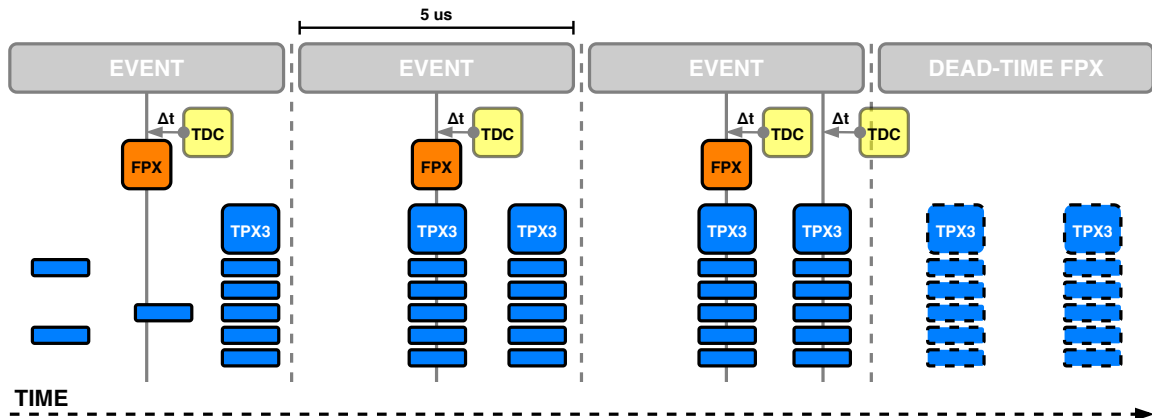 5 us
EVENT EVENT EVENT DEAD-TIME FPX
Δt Δt Δt Δt
TDC TDC TDC TDC
FPX FPX FPX
TPX3 TPX3 TPX3 TPX3 TPX3 TPX3 TPX3
TIME